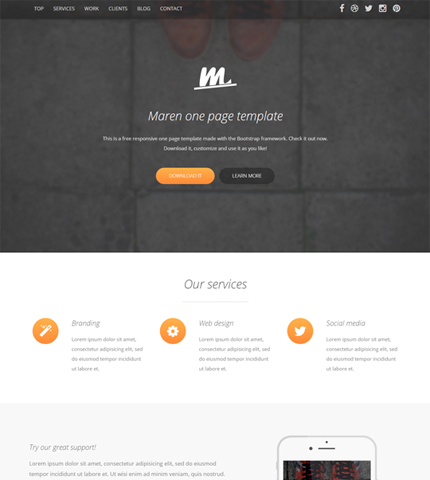 TOP SERVICES WORK CLIENTS BLOG CONTACT
m
Maren one page template
This is a free responsive one page template made with the Bootstrap framework. Check it out now.
Download it, customize and use it as you like!
DOWNLOAD IT LEARN MORE
Our services
Branding
Lorem ipsum dolor sit amet,
consectetur adipisicing elit, sed
do eiusmod tempor incididunt
ut labore et.
Web design
Lorem ipsum dolor sit amet,
consectetur adipisicing elit, sed
do eiusmod tempor incididunt
ut labore et.
Social media
Lorem ipsum dolor sit amet,
consectetur adipisicing elit, sed
do eiusmod tempor incididunt
ut labore et.
Try our great support!
Lorem ipsum dolor sit amet, consectetur adipisicing elit, sed do eiusmod
tempor incididunt ut labore et. Ut wisi enim ad minim veniam, quis nostrud.